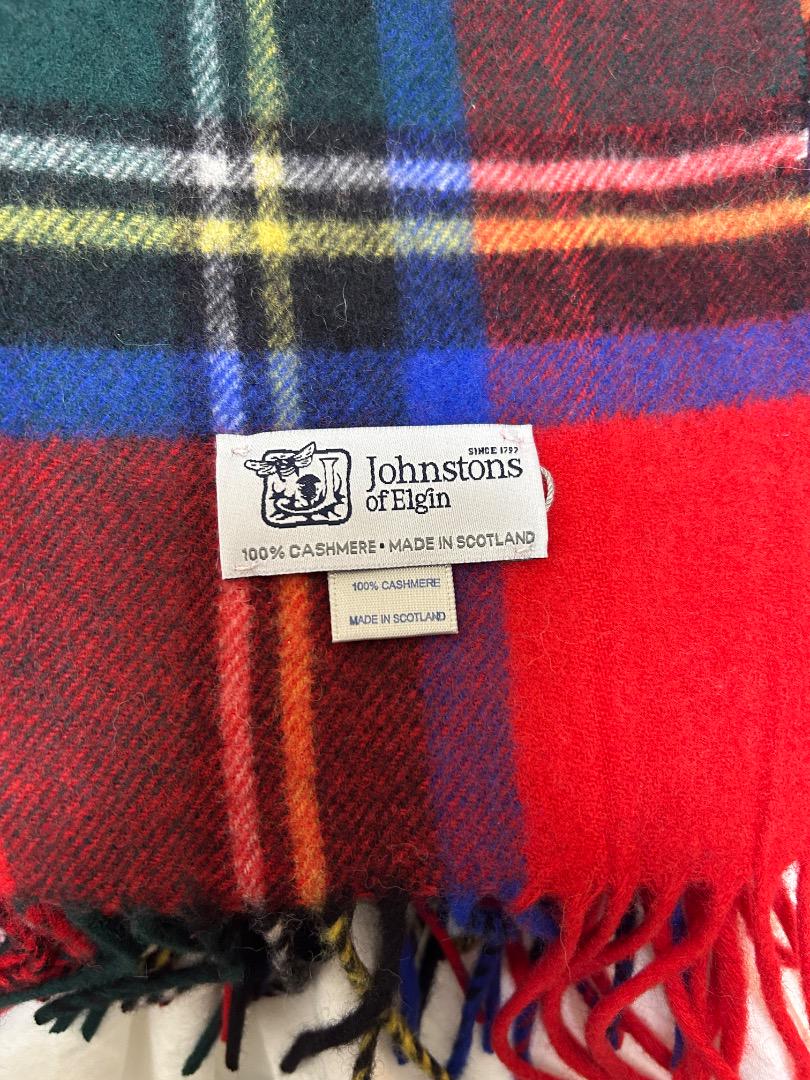 SINCE 1797
Johnstons
of Elgin
100% CASHMERE • MADE IN SCOTLAND
100% CASHMERE
MADE IN SCOTLAND